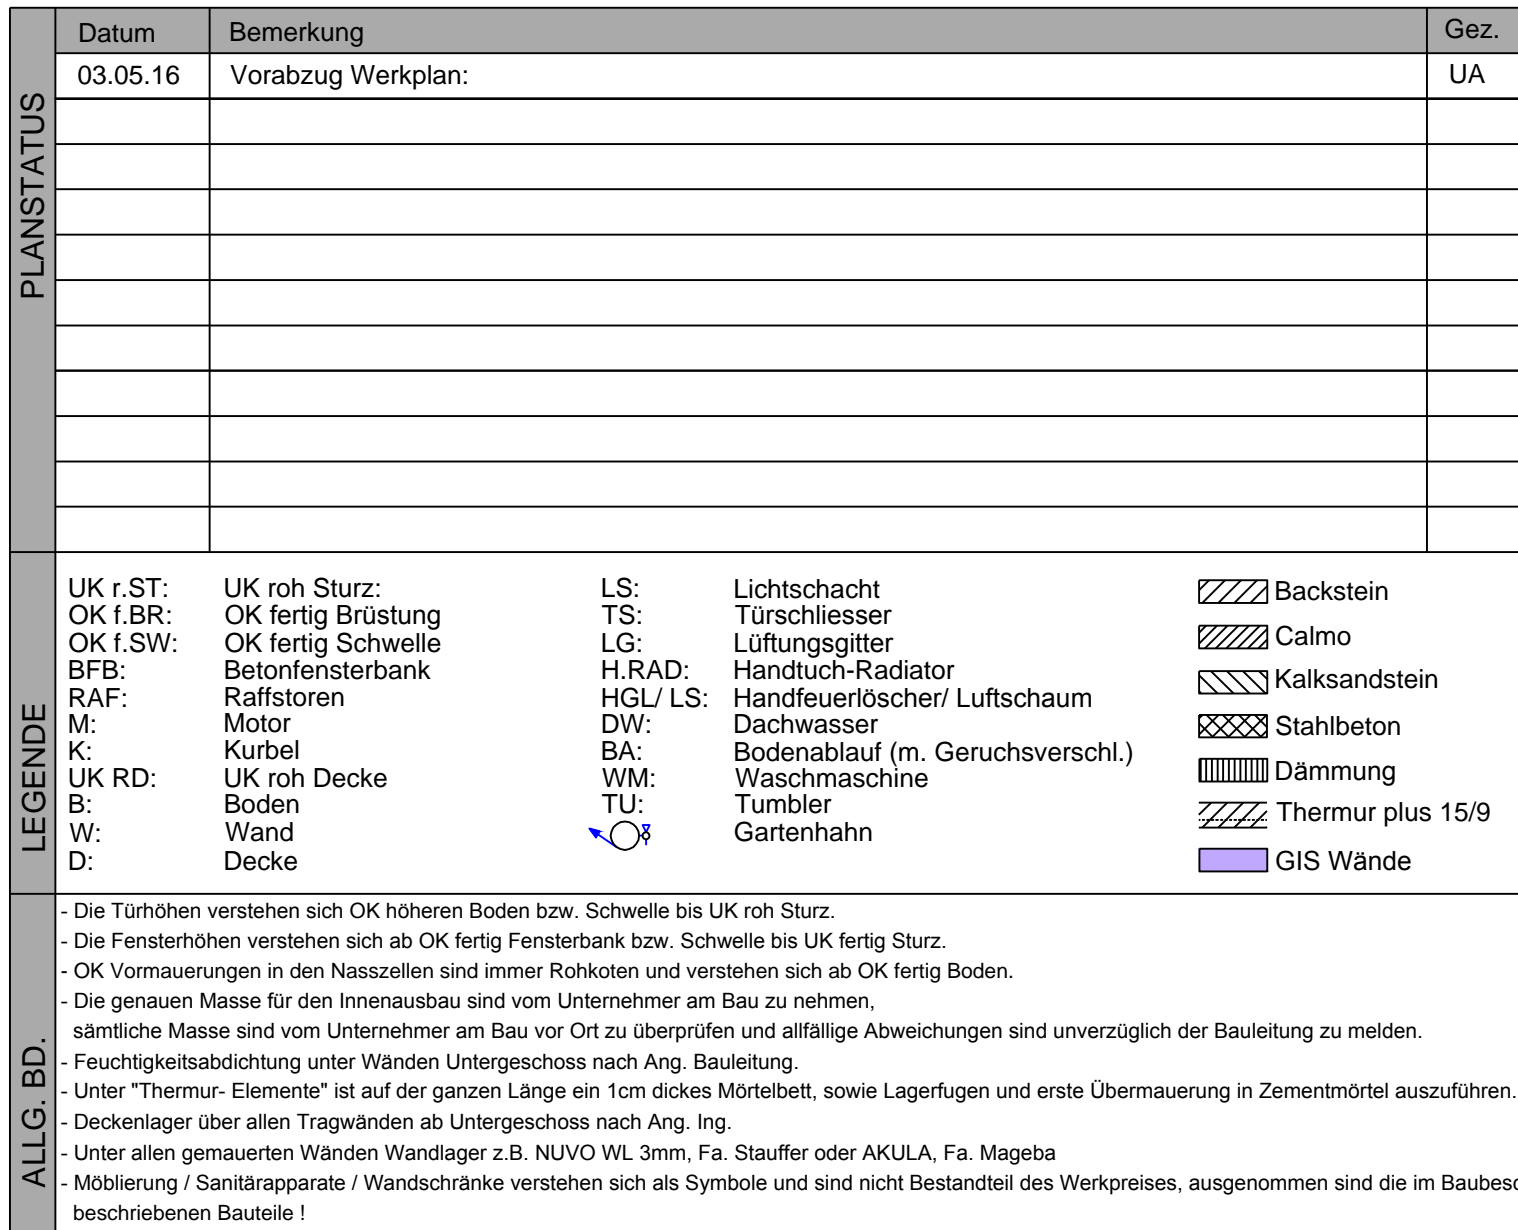 PLANSTATUS
Datum Bemerkung Gez.
03.05.16 Vorabzug Werkplan: UA
LEGENDE
UK r.ST: UK roh Sturz:
OK f.BR: OK fertig Brüstung
OK f.SW: OK fertig Schwelle
BFB: Betonfensterbank
RAF: Raffstoren
M: Motor
K: Kurbel
UK RD: UK roh Decke
B: Boden
W: Wand
D: Decke
LS: Lichtschacht
TS: Türschliesser
LG: Lüftungsgitter
H.RAD: Handtuch-Radiator
HGL/ LS: Handfeuerlöscher/ Luftschaum
DW: Dachwasser
BA: Bodenablauf (m. Geruchsverschl.)
WM: Waschmaschine
TU: Tumbler
Gartenhahn
Backstein
Calmo
Kalksandstein
Stahlbeton
Dämmung
Thermur plus 15/9
GIS Wände
ALLG. BD.
- Die Türhöhen verstehen sich OK höheren Boden bzw. Schwelle bis UK roh Sturz.
- Die Fensterhöhen verstehen sich ab OK fertig Fensterbank bzw. Schwelle bis UK fertig Sturz.
- OK Vormauerungen in den Nasszellen sind immer Rohkoten und verstehen sich ab OK fertig Boden.
- Die genauen Masse für den Innenausbau sind vom Unternehmer am Bau zu nehmen,
sämtliche Masse sind vom Unternehmer am Bau vor Ort zu überprüfen und allfällige Abweichungen sind unverzüglich der Bauleitung zu melden.
- Feuchtigkeitsabdichtung unter Wänden Untergeschoss nach Ang. Bauleitung.
- Unter "Thermur- Elemente" ist auf der ganzen Länge ein 1cm dickes Mörtelbett, sowie Lagerfugen und erste Übermauerung in Zementmörtel auszuführen.
- Deckenlager über allen Tragwänden ab Untergeschoss nach Ang. Ing.
- Unter allen gemauerten Wänden Wandlager z.B. NUVO WL 3mm, Fa. Stauffer oder AKULA, Fa. Mageba
- Möblierung / Sanitärapparate / Wandschränke verstehen sich als Symbole und sind nicht Bestandteil des Werkpreises, ausgenommen sind die im
beschriebenen Bauteile !